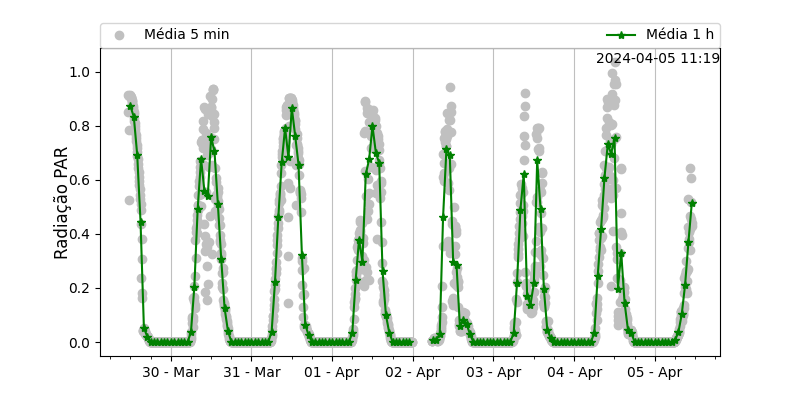 Média 5 min
Média 1 h
2024-04-05 11:19
Radiação PAR
1.0
0.8
0.6
0.4
0.2
0.0
30 - Mar
31 - Mar
01 - Apr
02 - Apr
03 - Apr
04 - Apr
05 - Apr